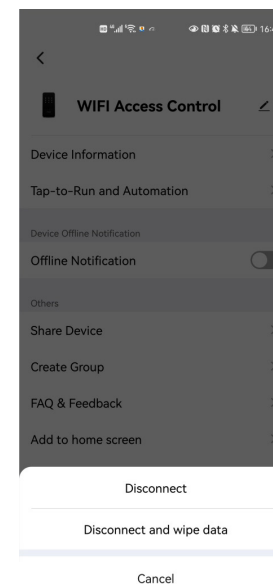 16:4
WIFI Access Control
Device Information
Tap-to-Run and Automation
Device Offline Notification
Offline Notification
Others
Share Device
Create Group
FAQ & Feedback
Add to home screen
Disconnect
Disconnect and wipe data
Cancel